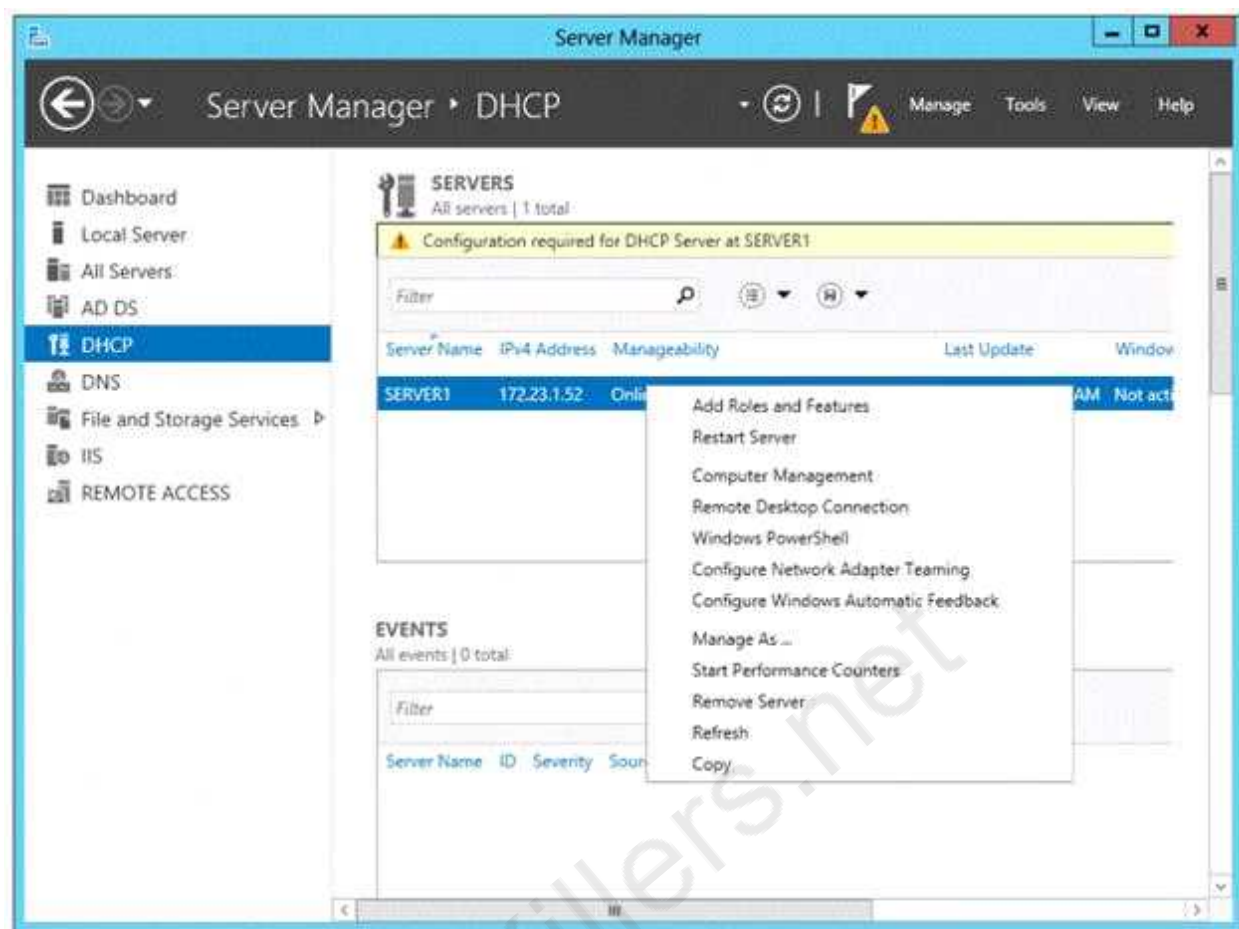 Server Manager
Server Manager ‣ DHCP
Manage Tools View Help
Dashboard
Local Server
All Servers
AD DS
DHCP
DNS
File and Storage Services
IIS
REMOTE ACCESS
SERVERS
All servers | 1 total
Configuration required for DHCP Server at SERVER1
Filter
Server Name IPv4 Address Manageability Last Update Window
SERVER1 172.23.1.52 Onli AM Not acti
Add Roles and Features
Restart Server
Computer Management
Remote Desktop Connection
Windows PowerShell
Configure Network Adapter Teaming
Configure Windows Automatic Feedback
Manage As ...
Start Performance Counters
Remove Server
Refresh
Copy
EVENTS
All events | 0 total
Filter
Server Name ID Severity Sour
illers.net